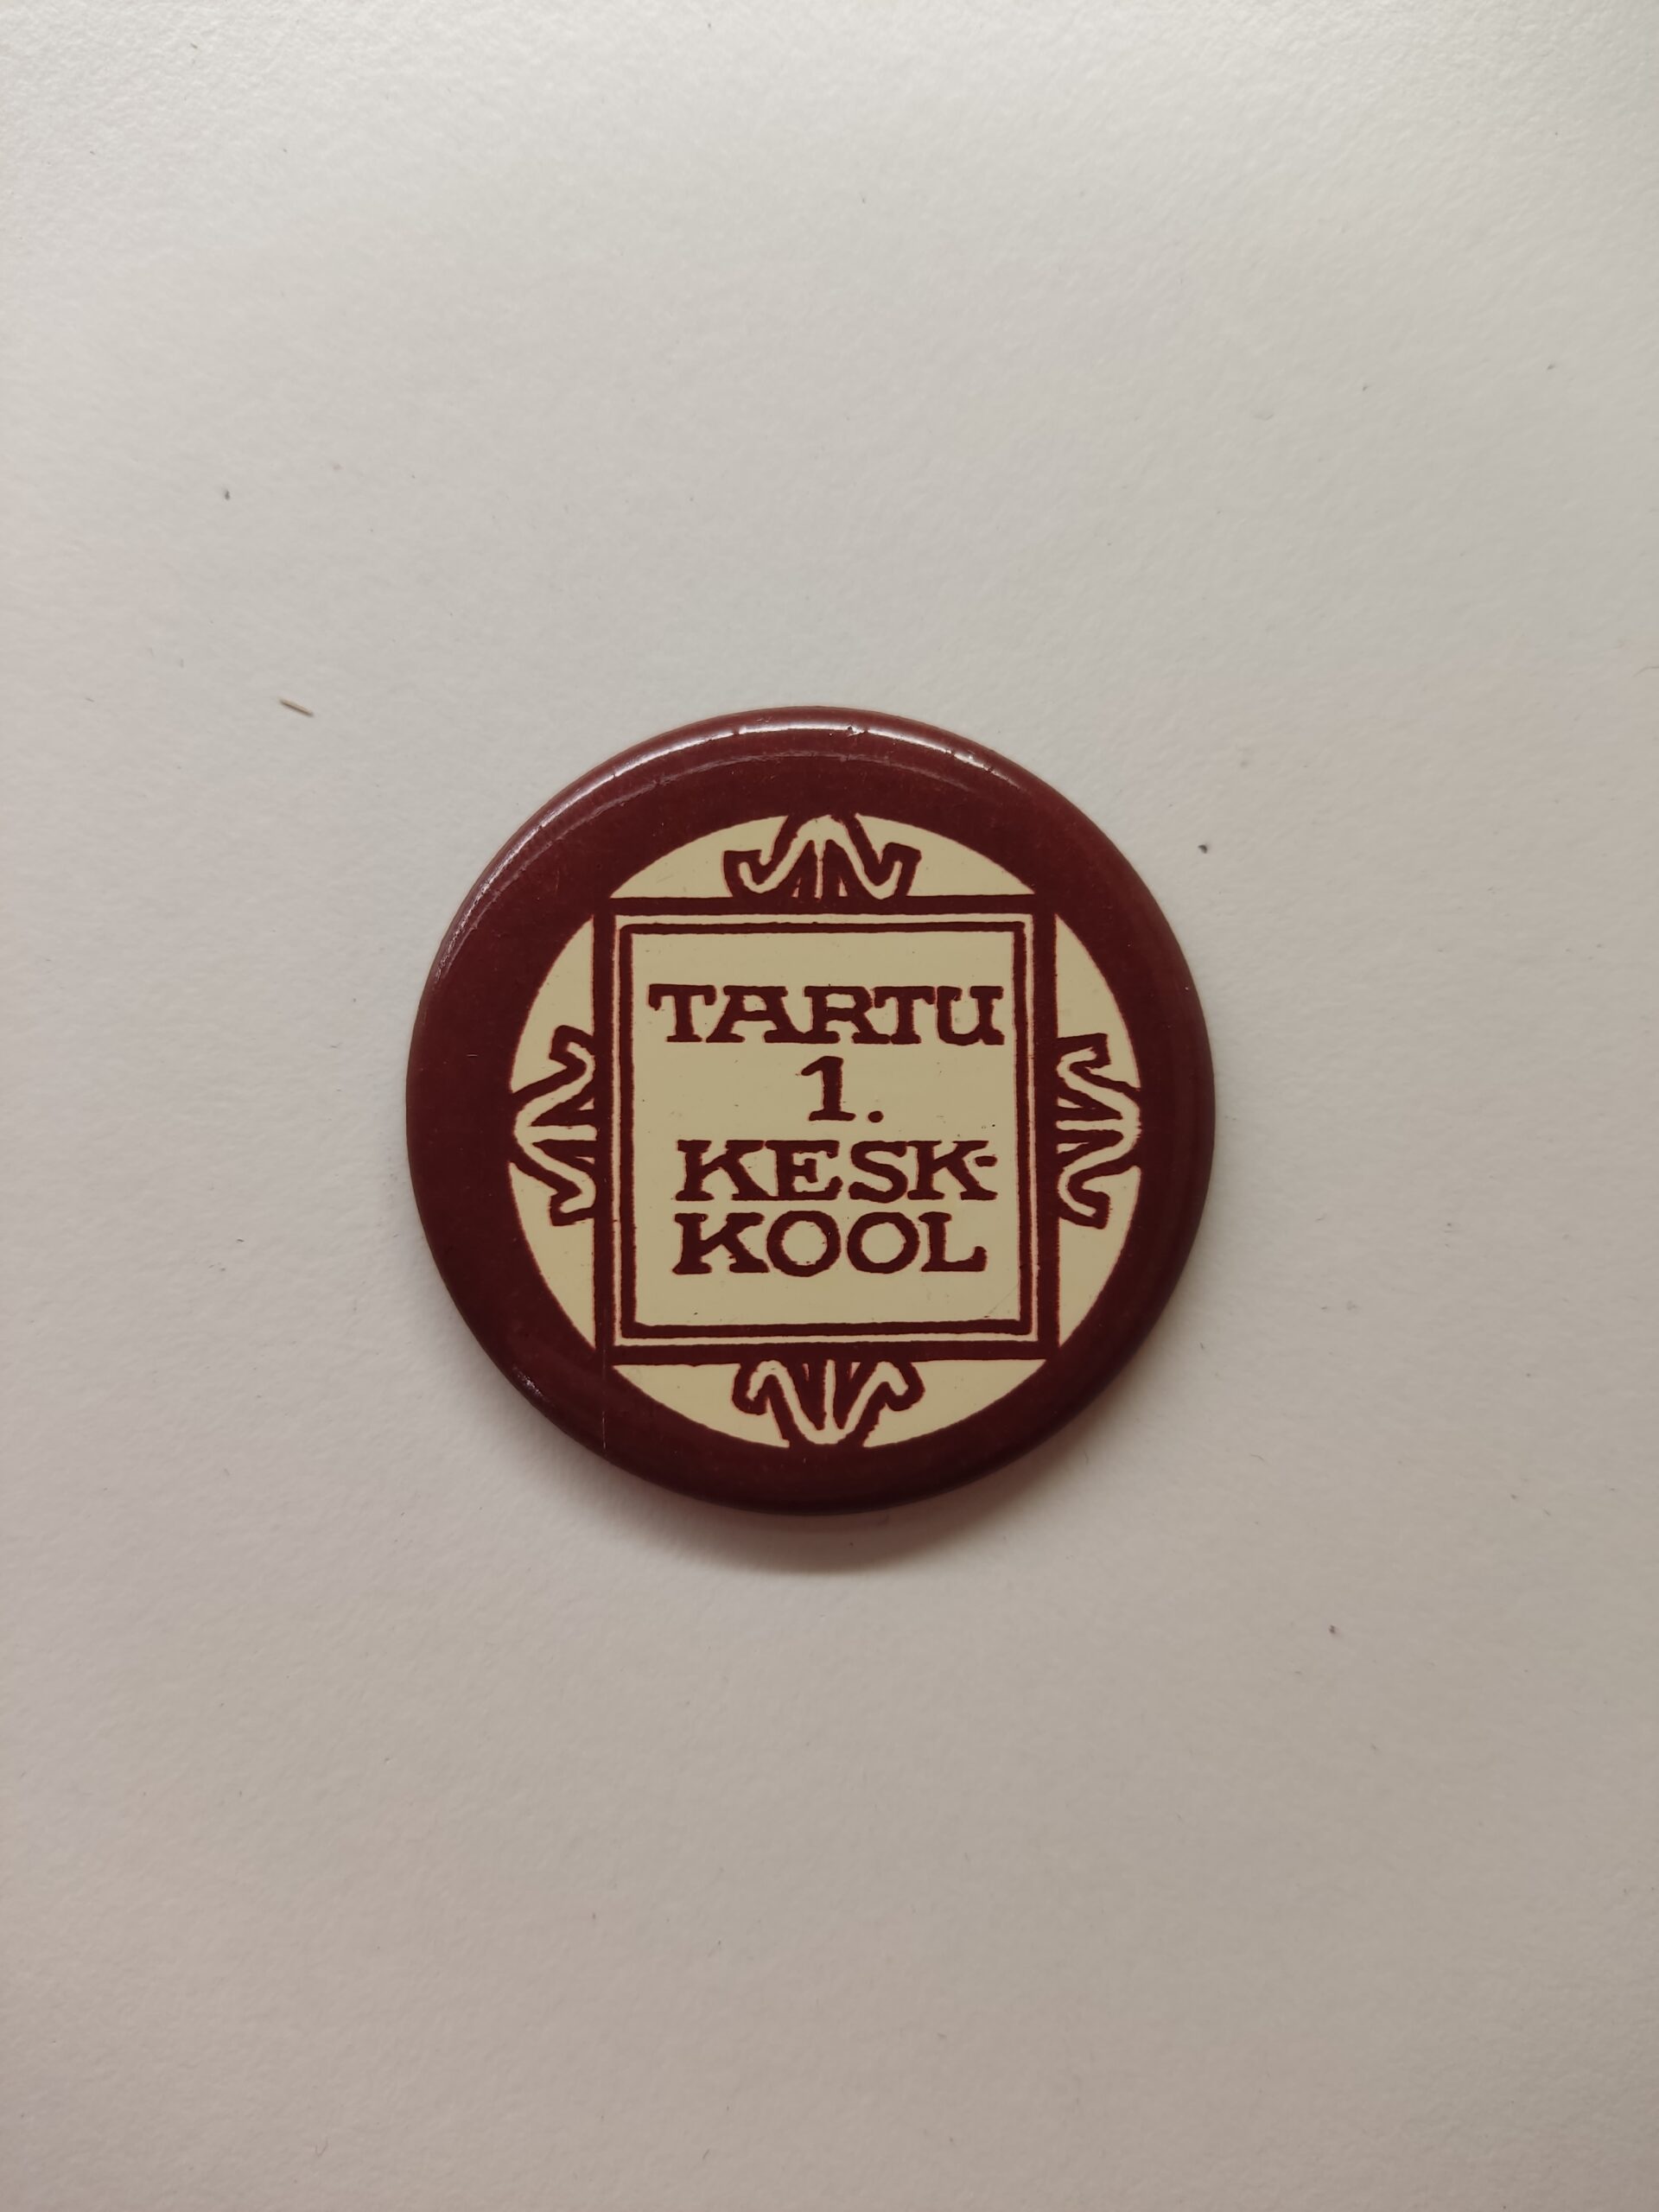 TARTU
1.
KESK-
KOOL